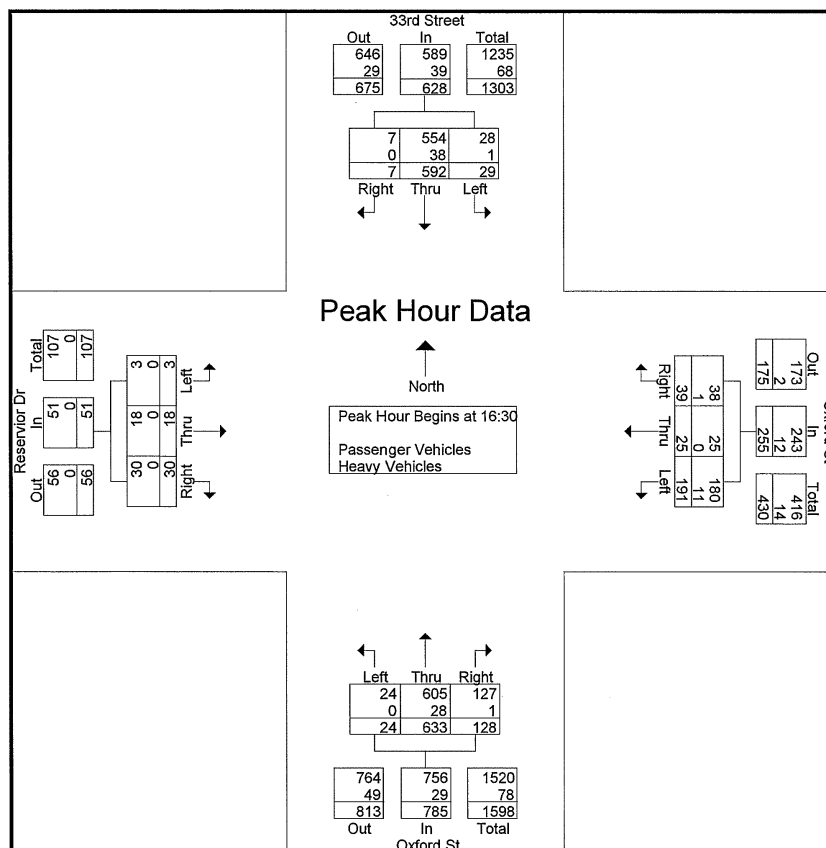 33rd Street
Out In Total
646 589 1235
29 39 68
675 628 1303
7 554 28
0 38 1
7 592 29
Right Thru Left
Peak Hour Data
North
Peak Hour Begins at 16:30
Passenger Vehicles
Heavy Vehicles
Reservior Dr
Total In Out
107 51 56
0 0 0
107 51 56
3 18 30
0 0 0
3 18 30
Left Thru Right
Right Thru Left
38 25 180
1 0 11
39 25 191
Out In Total
173 243 416
2 12 14
175 255 430
Left Thru Right
24 605 127
0 28 1
24 633 128
764 756 1520
49 29 78
813 785 1598
Out In Total
Oxford St